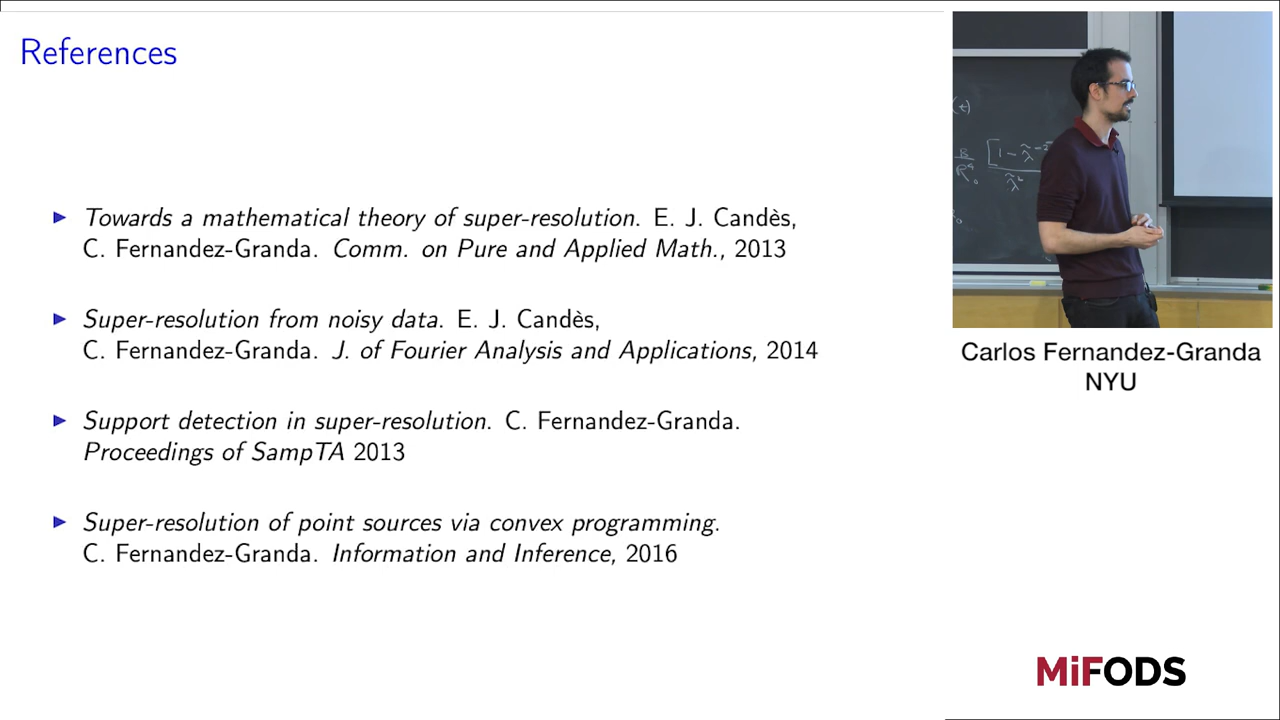 References
Towards a mathematical theory of super-resolution. E. J. Candès,
C. Fernandez-Granda. Comm. on Pure and Applied Math., 2013
Super-resolution from noisy data. E. J. Candès,
C. Fernandez-Granda. J. of Fourier Analysis and Applications, 2014
Support detection in super-resolution. C. Fernandez-Granda.
Proceedings of SampTA 2013
Super-resolution of point sources via convex programming.
C. Fernandez-Granda. Information and Inference, 2016
Carlos Fernandez-Granda
NYU
MiFODS